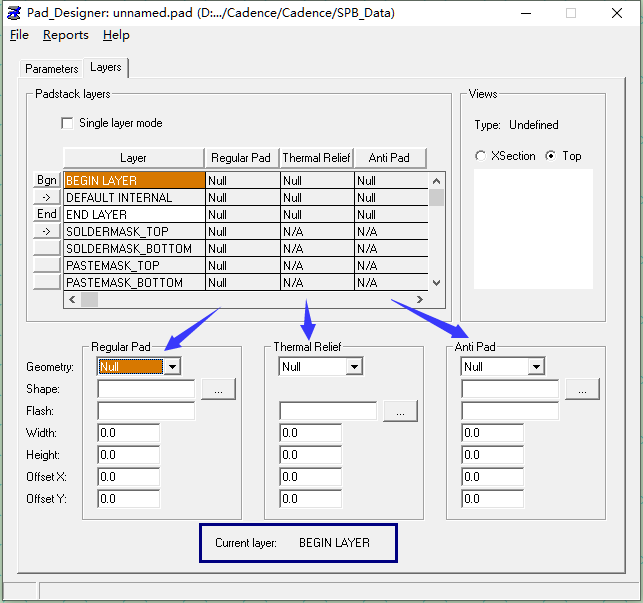 Pad_Designer: unnamed.pad (D:.../Cadence/Cadence/SPB_Data)
File Reports Help
Parameters Layers
Padstack layers
Single layer mode
Layer Regular Pad Thermal Relief Anti Pad
Bgn BEGIN LAYER Null Null Null
-> DEFAULT INTERNAL Null Null Null
End END LAYER Null Null Null
-> SOLDERMASK_TOP Null N/A N/A
SOLDERMASK_BOTTOM Null N/A N/A
PASTEMASK_TOP Null N/A N/A
PASTEMASK_BOTTOM Null N/A N/A
Views
Type: Undefined
XSection Top
Regular Pad Thermal Relief Anti Pad
Geometry: Null Null Null
Shape: ... ...
Flash: ...
Width: 0.0 0.0 0.0
Height: 0.0 0.0 0.0
Offset X: 0.0 0.0 0.0
Offset Y: 0.0 0.0 0.0
Current layer: BEGIN LAYER